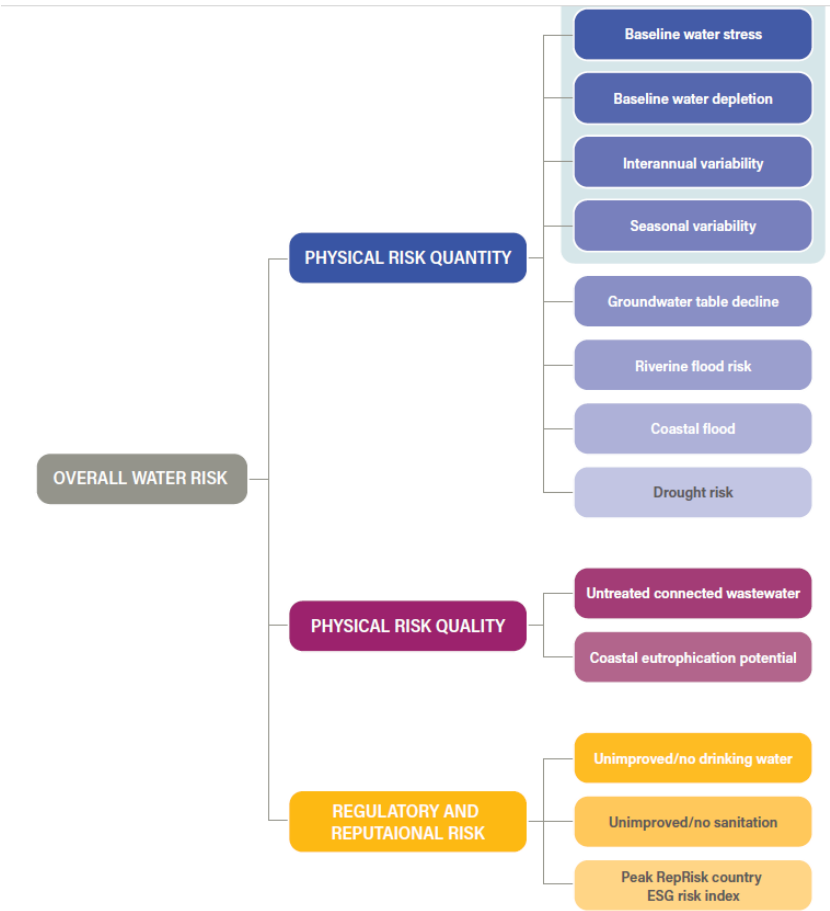 OVERALL WATER RISK
PHYSICAL RISK QUANTITY
Baseline water stress
Baseline water depletion
Interannual variability
Seasonal variability
Groundwater table decline
Riverine flood risk
Coastal flood
Drought risk
PHYSICAL RISK QUALITY
Untreated connected wastewater
Coastal eutrophication potential
REGULATORY AND
REPUTAIONAL RISK
Unimproved/no drinking water
Unimproved/no sanitation
Peak RepRisk country
ESG risk index